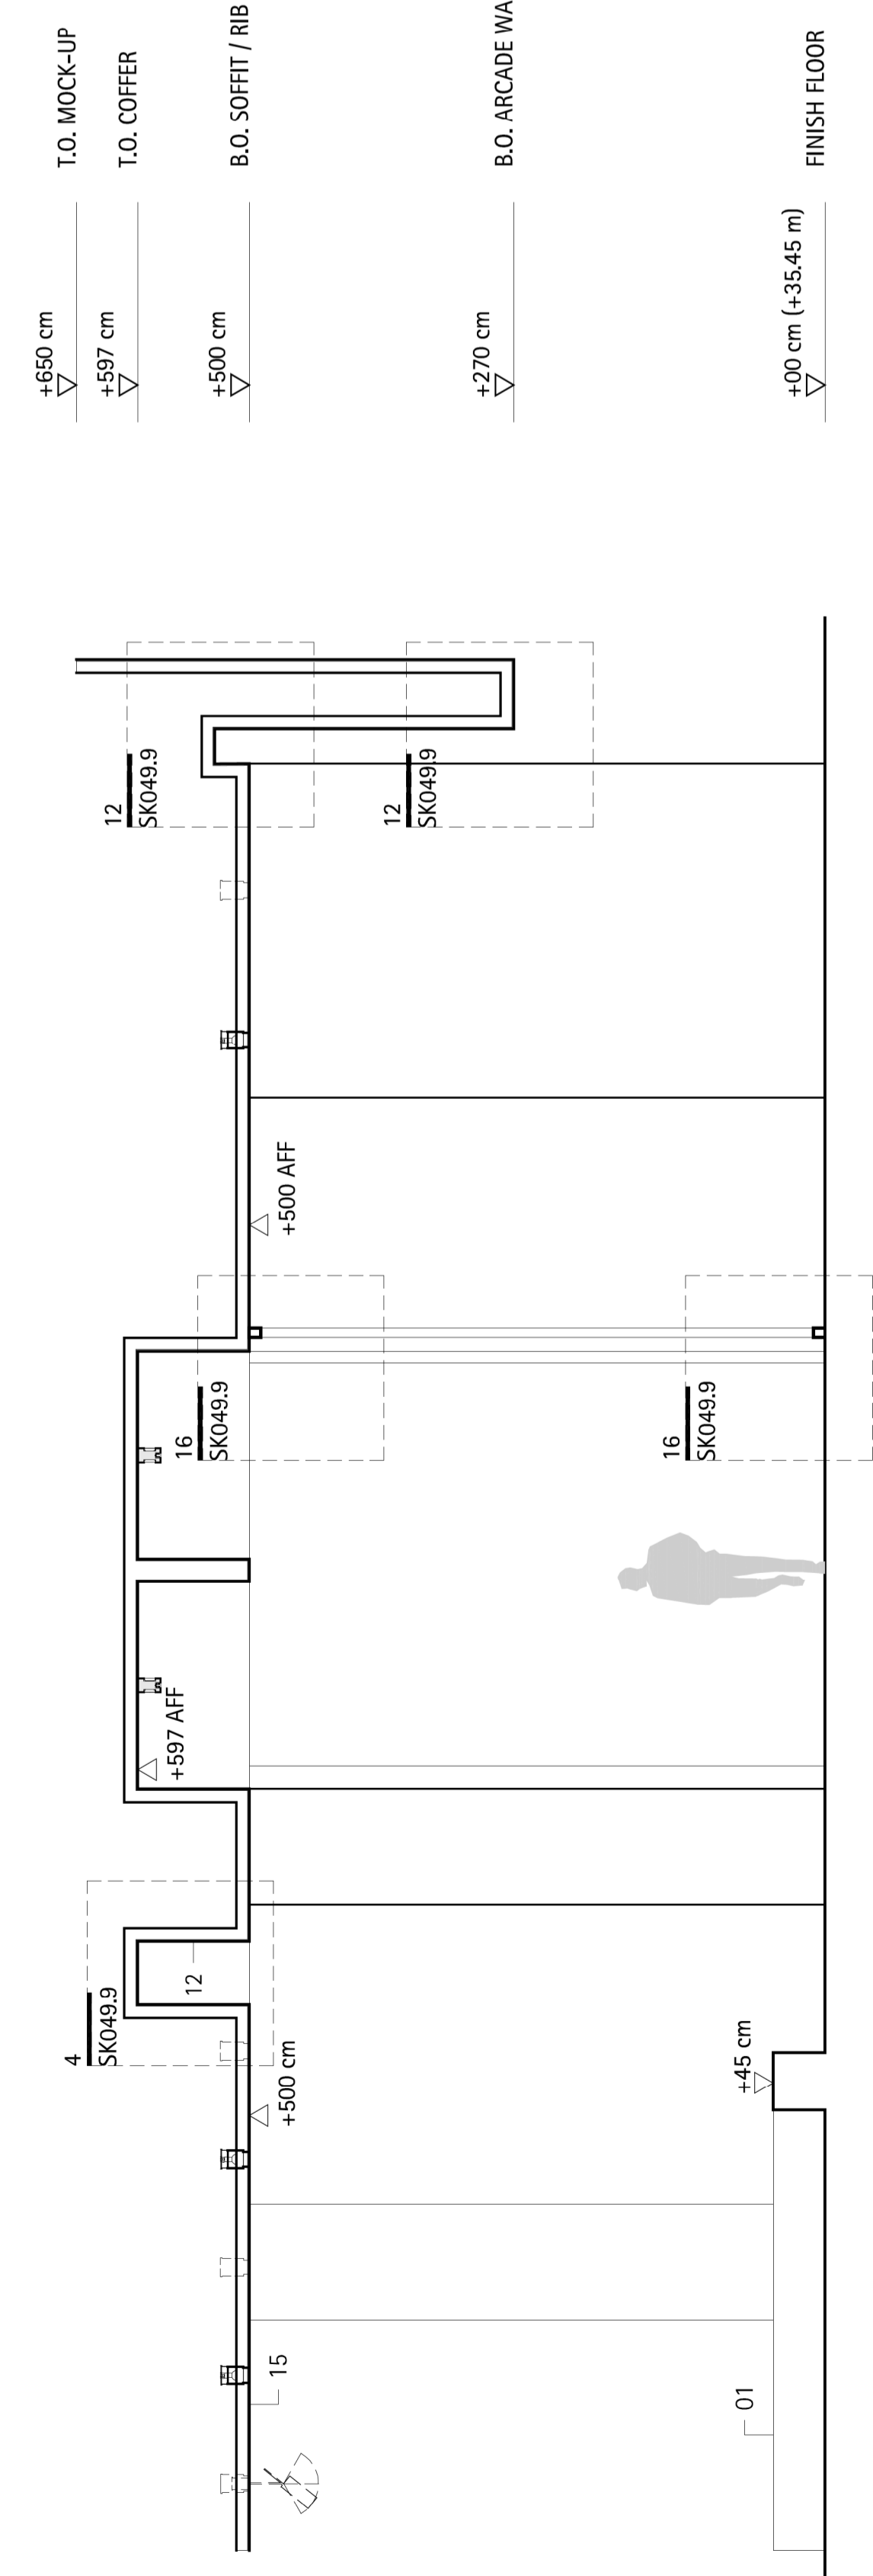 T.O. MOCK-UP
T.O. COFFER
B.O. SOFFIT / RIB
B.O. ARCADE WA
FINISH FLOOR
+650 cm
+597 cm
+500 cm
+270 cm
+00 cm (+35.45 m)
12
SK049.9
12
SK049.9
+500 AFF
16
SK049.9
16
SK049.9
+597 AFF
12
4
SK049.9
+500 cm
+45 cm
15
01